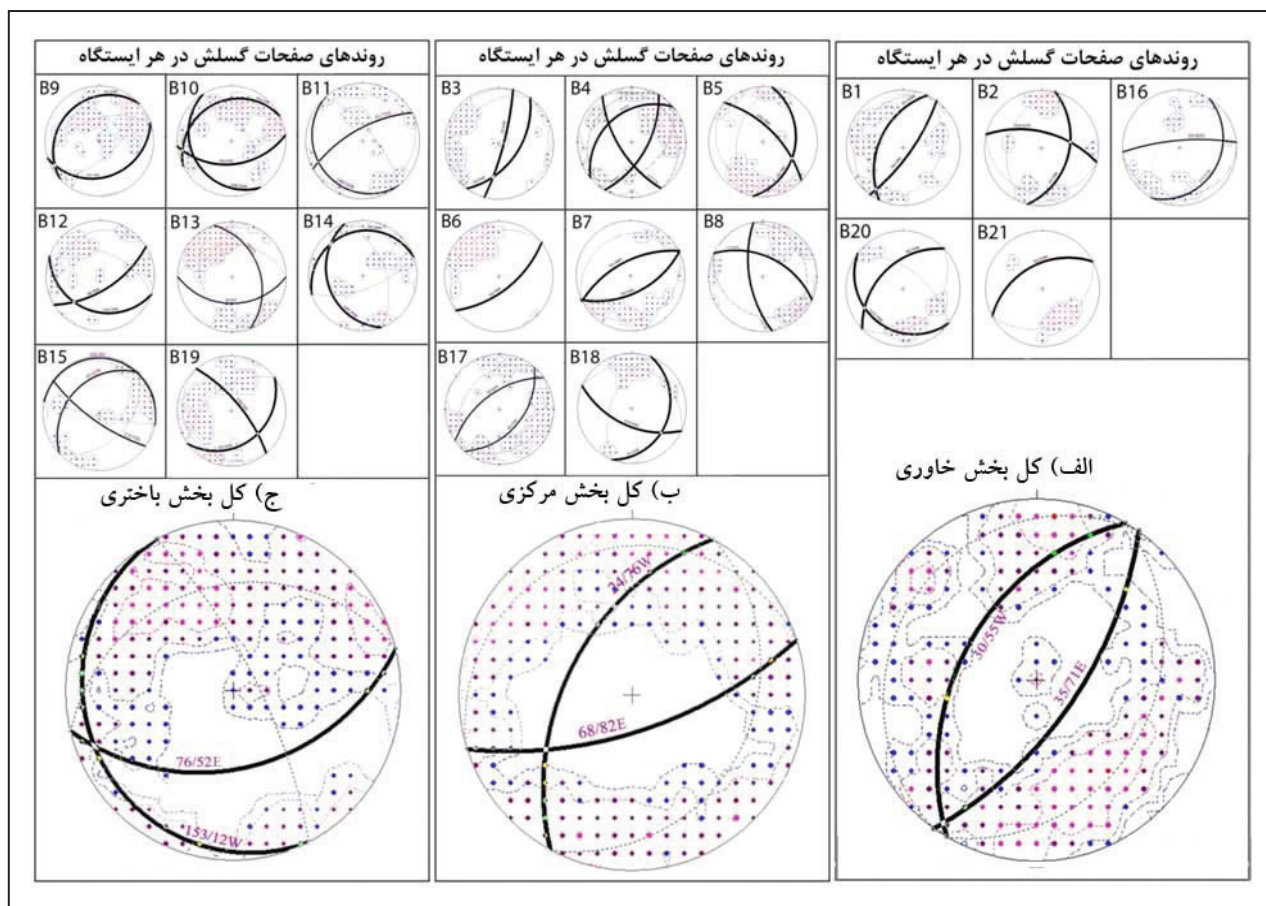 روندهای صفحات گسلش در هر ایستگاه
B1
B2
B16
B20
B21
الف) کل بخش خاوری
30/55W
35/71E
روندهای صفحات گسلش در هر ایستگاه
B3
B4
B5
B6
B7
B8
B17
B18
ب) کل بخش مرکزی
24/76W
68/82E
روندهای صفحات گسلش در هر ایستگاه
B9
B10
B11
B12
B13
B14
B15
B19
ج) کل بخش باختری
76/52E
153/12W